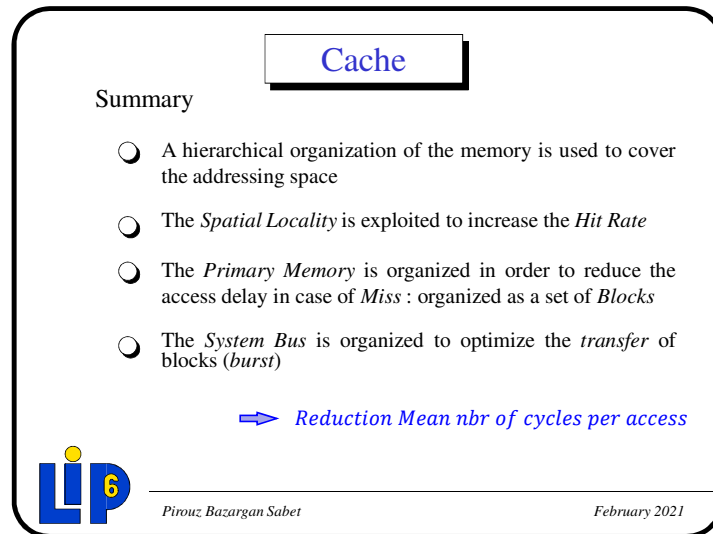 Cache
Summary
A hierarchical organization of the memory is used to cover
the addressing space
The Spatial Locality is exploited to increase the Hit Rate
The Primary Memory is organized in order to reduce the
access delay in case of Miss : organized as a set of Blocks
The System Bus is organized to optimize the transfer of
blocks (burst)
Reduction Mean nbr of cycles per access
LIP6
Pirouz Bazargan Sabet February 2021